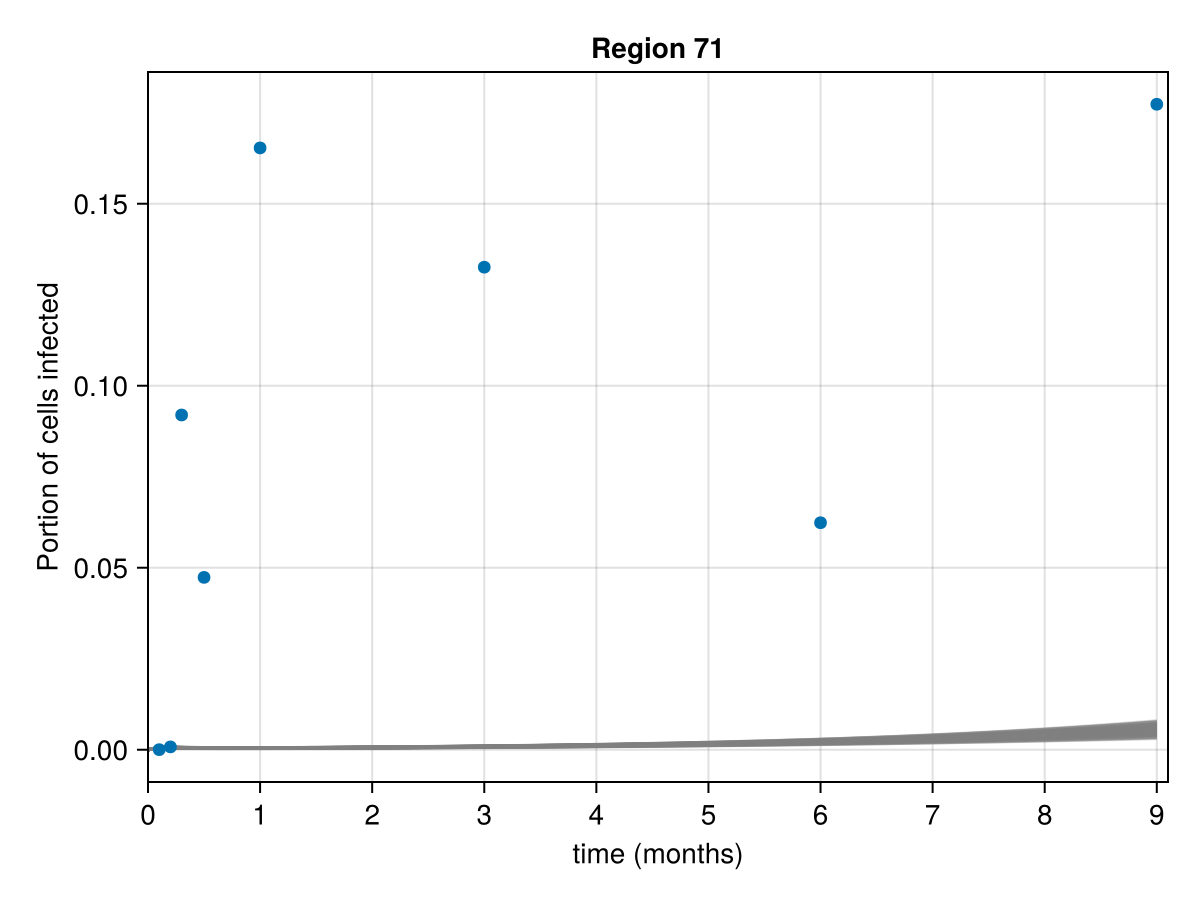 Region 71
Portion of cells infected
0.15
0.10
0.05
0.00
0 1 2 3 4 5 6 7 8 9
time (months)